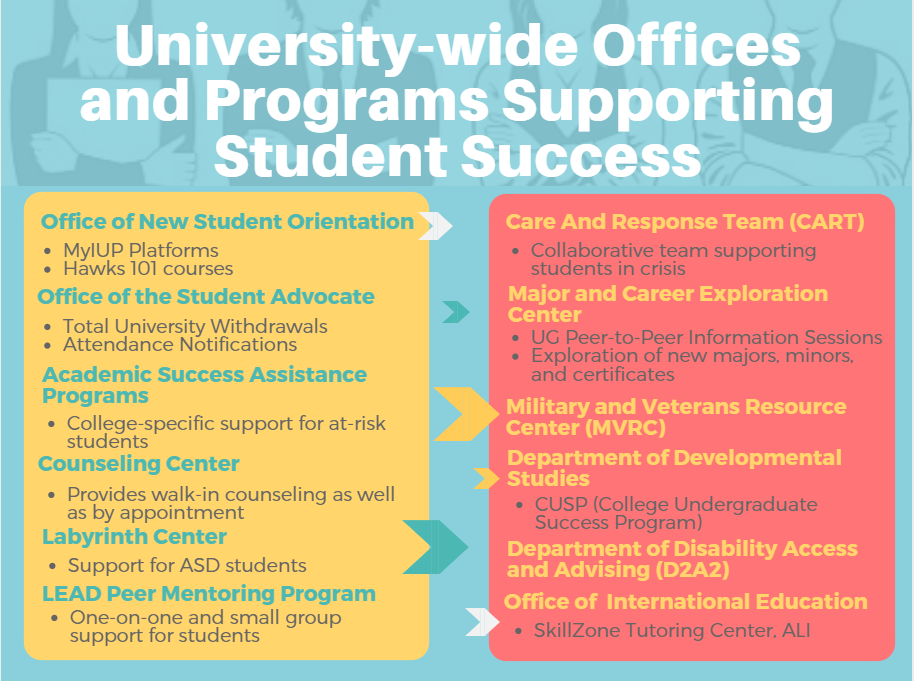 University-wide Offices
and Programs Supporting
Student Success
Office of New Student Orientation
• MyIUP Platforms
• Hawks 101 courses
Office of the Student Advocate
• Total University Withdrawals
• Attendance Notifications
Academic Success Assistance
Programs
• College-specific support for at-risk
students
Counseling Center
• Provides walk-in counseling as well
as by appointment
Labyrinth Center
• Support for ASD students
LEAD Peer Mentoring Program
• One-on-one and small group
support for students
Care And Response Team (CART)
• Collaborative team supporting
students in crisis
Major and Career Exploration
Center
• UG Peer-to-Peer Information Sessions
• Exploration of new majors, minors,
and certificates
Military and Veterans Resource
Center (MVRC)
Department of Developmental
Studies
• CUSP (College Undergraduate
Success Program)
Department of Disability Access
and Advising (D2A2)
Office of International Education
• SkillZone Tutoring Center, ALI